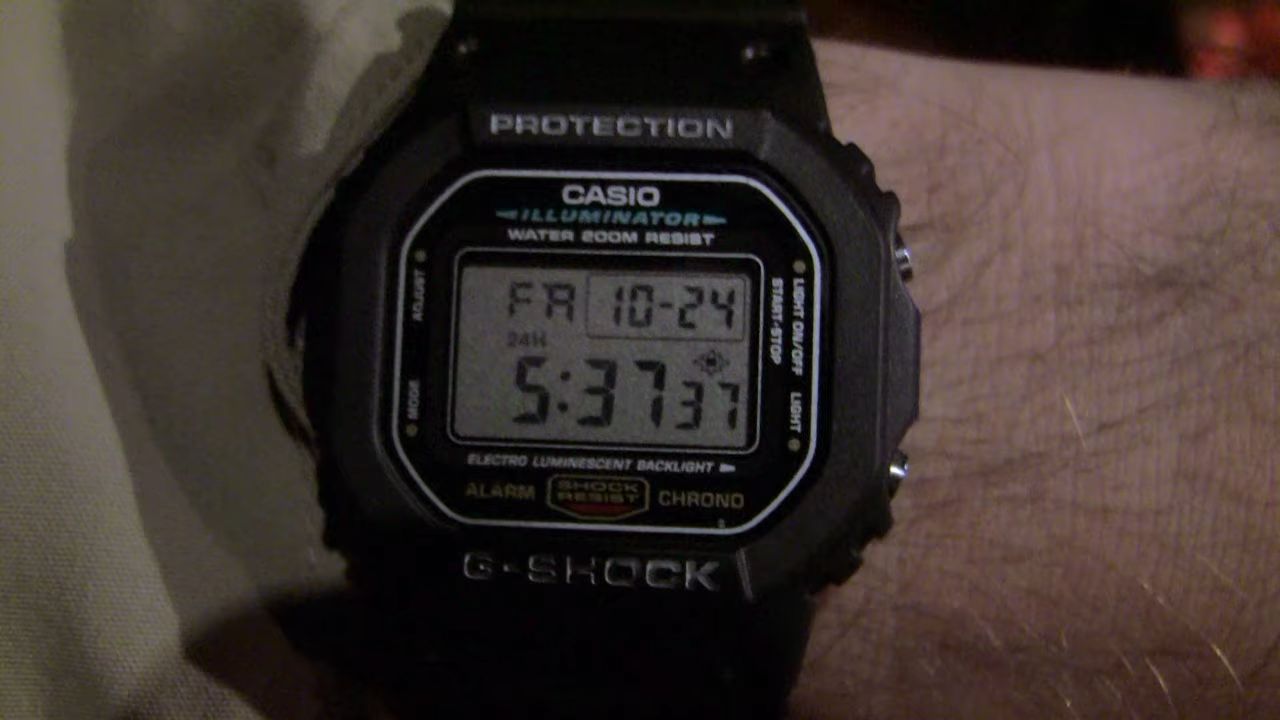 PROTECTION
CASIO
ILLUMINATOR
WATER 200M RESIST
ADJUST
MODE
LIGHT ON/OFF
START·STOP
LIGHT
FR 10-24
24H
5:37 37
ELECTRO LUMINESCENT BACKLIGHT
ALARM
SHOCK
RESIST
CHRONO
G-SHOCK